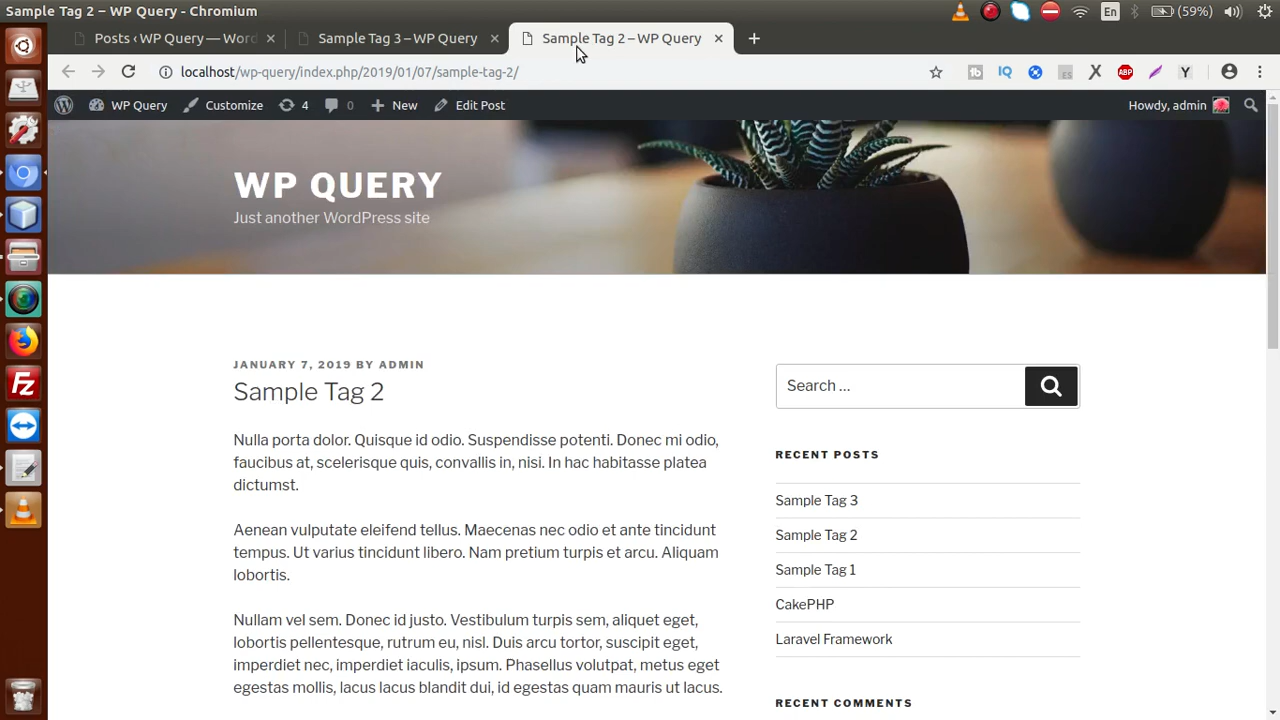 Sample Tag 2 – WP Query - Chromium
En
(59%)
Posts ‹ WP Query — Word
Sample Tag 3 – WP Query
Sample Tag 2 – WP Query
localhost/wp-query/index.php/2019/01/07/sample-tag-2/
tb
IQ
ES
X
ABP
Y
WP Query
Customize
4
0
New
Edit Post
Howdy, admin
WP QUERY
Just another WordPress site
JANUARY 7, 2019 BY ADMIN
Sample Tag 2
Nulla porta dolor. Quisque id odio. Suspendisse potenti. Donec mi odio,
faucibus at, scelerisque quis, convallis in, nisi. In hac habitasse platea
dictumst.
Aenean vulputate eleifend tellus. Maecenas nec odio et ante tincidunt
tempus. Ut varius tincidunt libero. Nam pretium turpis et arcu. Aliquam
lobortis.
Nullam vel sem. Donec id justo. Vestibulum turpis sem, aliquet eget,
lobortis pellentesque, rutrum eu, nisl. Duis arcu tortor, suscipit eget,
imperdiet nec, imperdiet iaculis, ipsum. Phasellus volutpat, metus eget
egestas mollis, lacus lacus blandit dui, id egestas quam mauris ut lacus.
Search …
RECENT POSTS
Sample Tag 3
Sample Tag 2
Sample Tag 1
CakePHP
Laravel Framework
RECENT COMMENTS
Fz